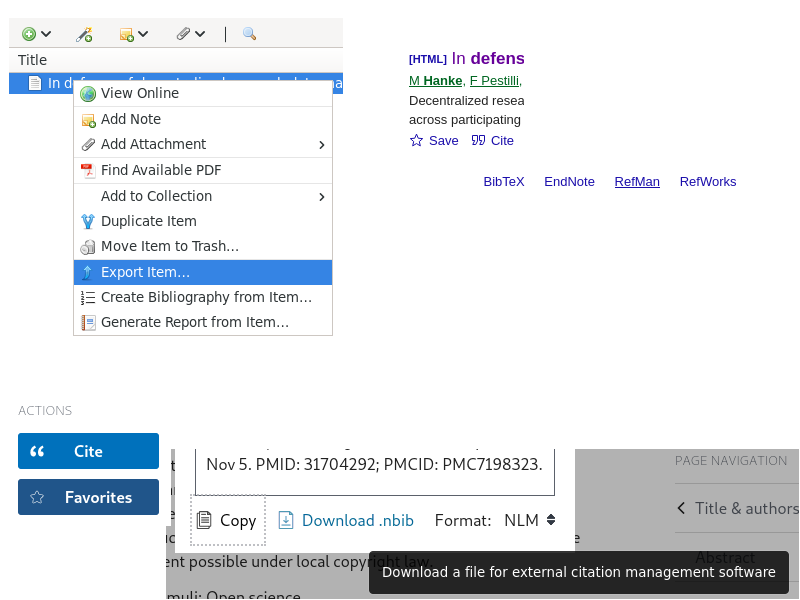 Title
In
View Online
Add Note
Add Attachment
Find Available PDF
Add to Collection
Duplicate Item
Move Item to Trash…
Export Item…
Create Bibliography from Item…
Generate Report from Item…
[HTML] In defens
M Hanke, F Pestilli,
Decentralized resea
across participating
Save Cite
BibTeX EndNote RefMan RefWorks
ACTIONS
Cite
Favorites
Nov 5. PMID: 31704292; PMCID: PMC7198323.
Copy Download .nbib Format: NLM
ent possible under local copyright law.
muli: Open science
PAGE NAVIGATION
Title & authors
Abstract
Download a file for external citation management software